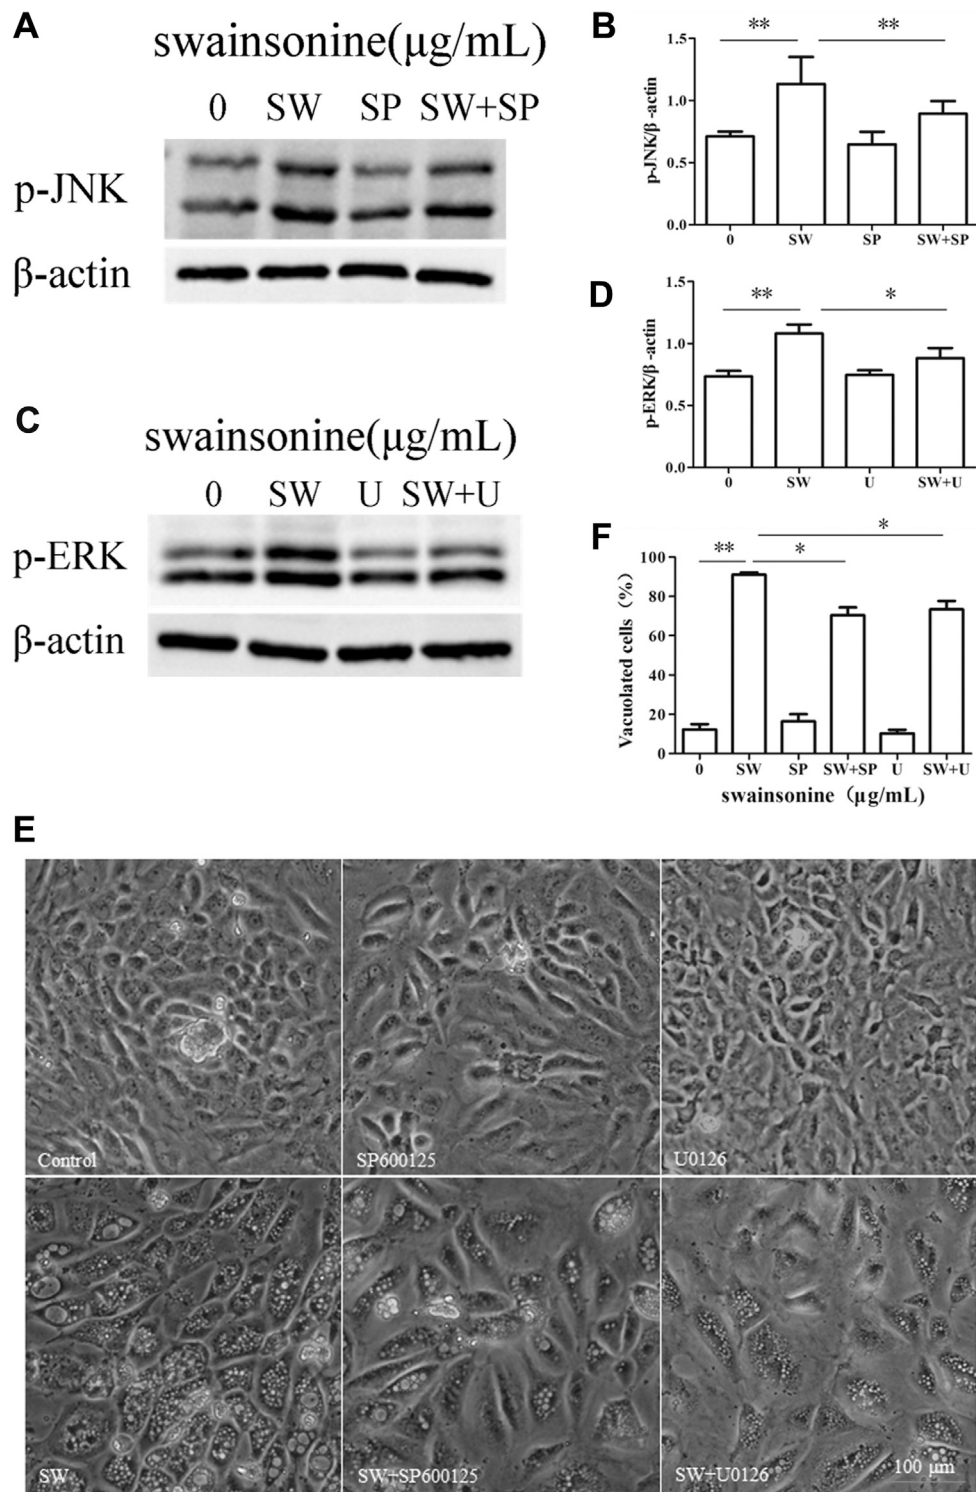 A
swainsonine(μg/mL)
0 SW SP SW+SP
p-JNK
β-actin
B
** **
p-JNK/β -actin
1.5
1.0
0.5
0.0
0 SW SP SW+SP
C
swainsonine(μg/mL)
0 SW U SW+U
p-ERK
β-actin
D
** *
p-ERK/β -actin
1.5
1.0
0.5
0.0
0 SW U SW+U
F
*
** *
Vacuolated cells（%）
100
80
60
40
20
0
0 SW SP SW+SP U SW+U
swainsonine（μg/mL)
E
Control SP600125 U0126
SW SW+SP600125 SW+U0126
100 μm